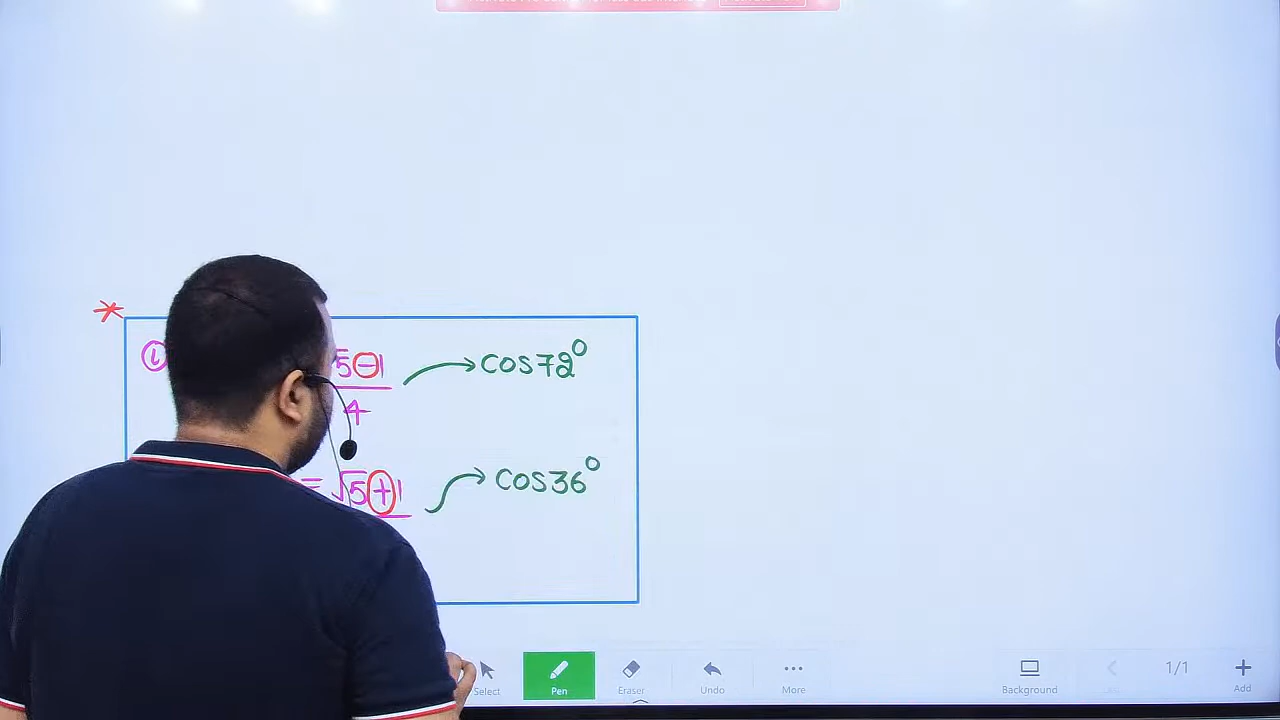 *
① √5-1 → cos72°
4
= √5+1 → cos36°
Select Pen Eraser Undo More Background 1/1 Add